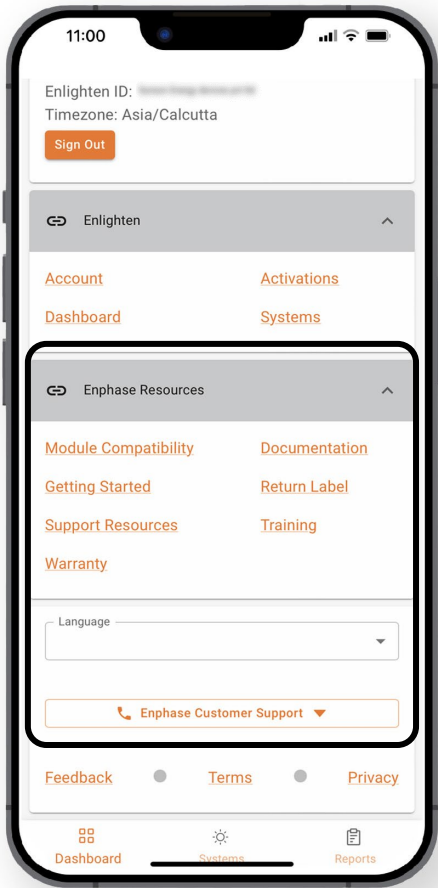 11:00
Enlighten ID:
Timezone: Asia/Calcutta
Sign Out
Enlighten
Account Activations
Dashboard Systems
Enphase Resources
Module Compatibility Documentation
Getting Started Return Label
Support Resources Training
Warranty
Language
Enphase Customer Support
Feedback Terms Privacy
Dashboard Systems Reports